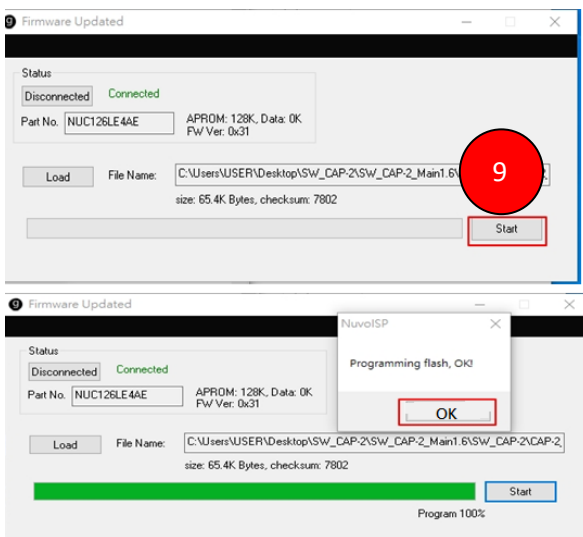 g Firmware Updated
Status
Disconnected Connected
Part No. NUC126LE4AE APROM: 128K, Data: 0K
FW Ver: 0x31
Load File Name: C:\Users\USER\Desktop\SW_CAP-2\SW_CAP-2_Main1.6\
size: 65.4K Bytes, checksum: 7802
9
Start
g Firmware Updated
NuvoISP
Programming flash, OK!
OK
Status
Disconnected Connected
Part No. NUC126LE4AE APROM: 128K, Data: 0K
FW Ver: 0x31
Load File Name: C:\Users\USER\Desktop\SW_CAP-2\SW_CAP-2_Main1.6\SW_CAP-2\CAP-2
size: 65.4K Bytes, checksum: 7802
Start
Program 100%